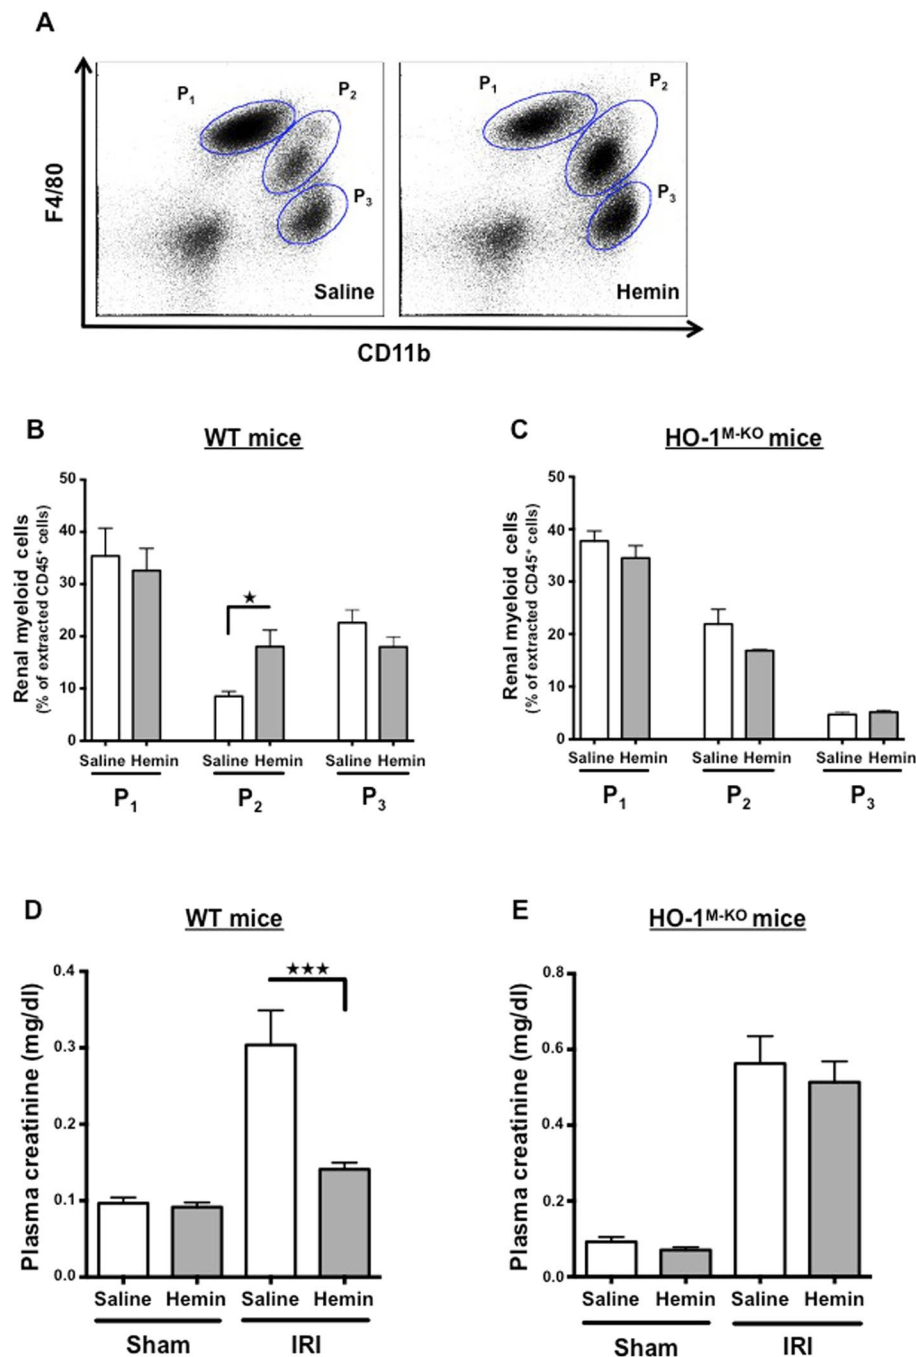 A
P1 P2 P3 Saline
P1 P2 P3 Hemin
F4/80
CD11b
B
WT mice
Renal myeloid cells
(% of extracted CD45+ cells)
50
40
30
20
10
0
★
Saline Hemin Saline Hemin Saline Hemin
P1 P2 P3
C
HO-1M-KO mice
Renal myeloid cells
(% of extracted CD45+ cells)
50
40
30
20
10
0
Saline Hemin Saline Hemin Saline Hemin
P1 P2 P3
D
WT mice
Plasma creatinine (mg/dl)
0.4
0.3
0.2
0.1
0.0
★★★
Saline Hemin Saline Hemin
Sham IRI
E
HO-1M-KO mice
Plasma creatinine (mg/dl)
0.8
0.6
0.4
0.2
0.0
Saline Hemin Saline Hemin
Sham IRI